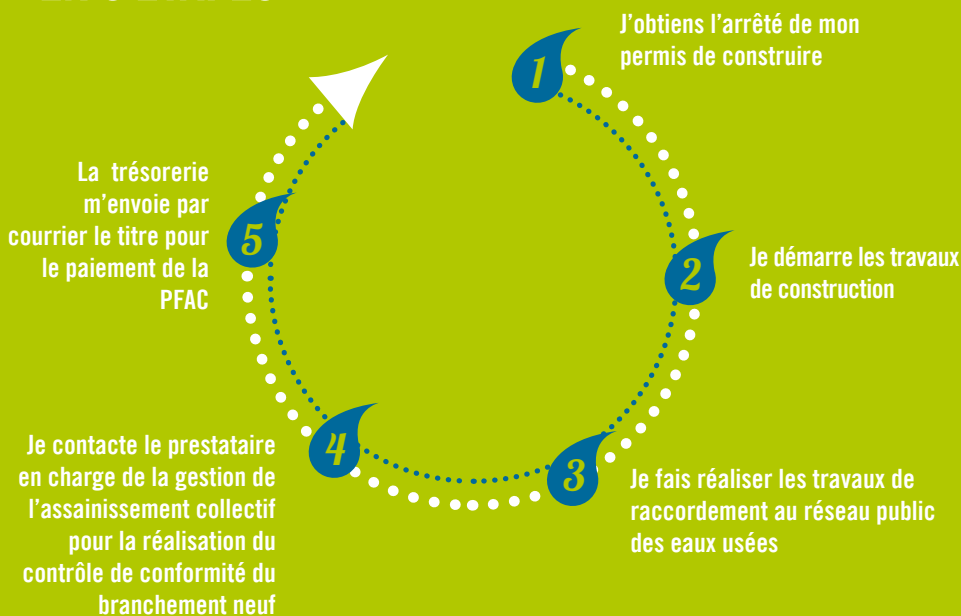 1
J’obtiens l’arrêté de mon
permis de construire
2
Je démarre les travaux
de construction
3
Je fais réaliser les travaux de
raccordement au réseau public
des eaux usées
4
Je contacte le prestataire
en charge de la gestion de
l’assainissement collectif
pour la réalisation du
contrôle de conformité du
branchement neuf
5
La trésorerie
m’envoie par
courrier le titre pour
le paiement de la
PFAC